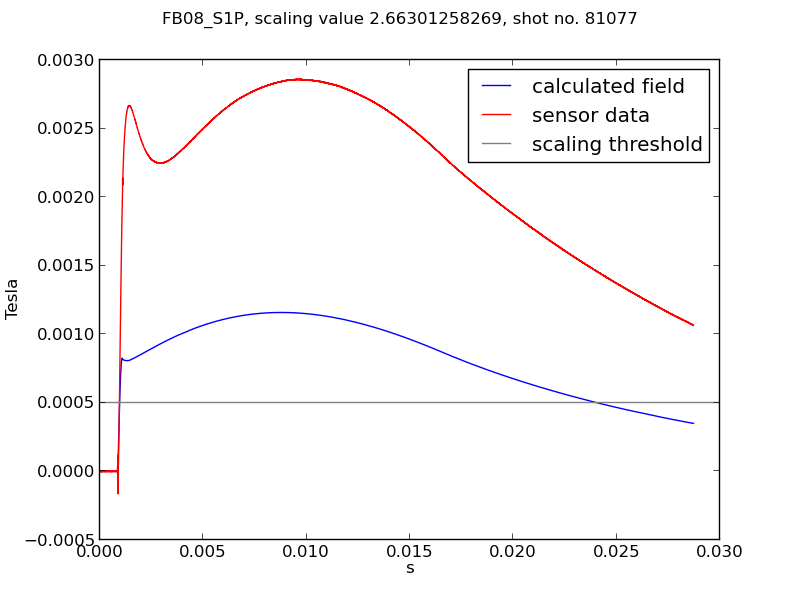 FB08_S1P, scaling value 2.66301258269, shot no. 81077
0.0030
0.0025
0.0020
0.0015
0.0010
0.0005
0.0000
−0.0005
Tesla
calculated field
sensor data
scaling threshold
0.000 0.005 0.010 0.015 0.020 0.025 0.030
s